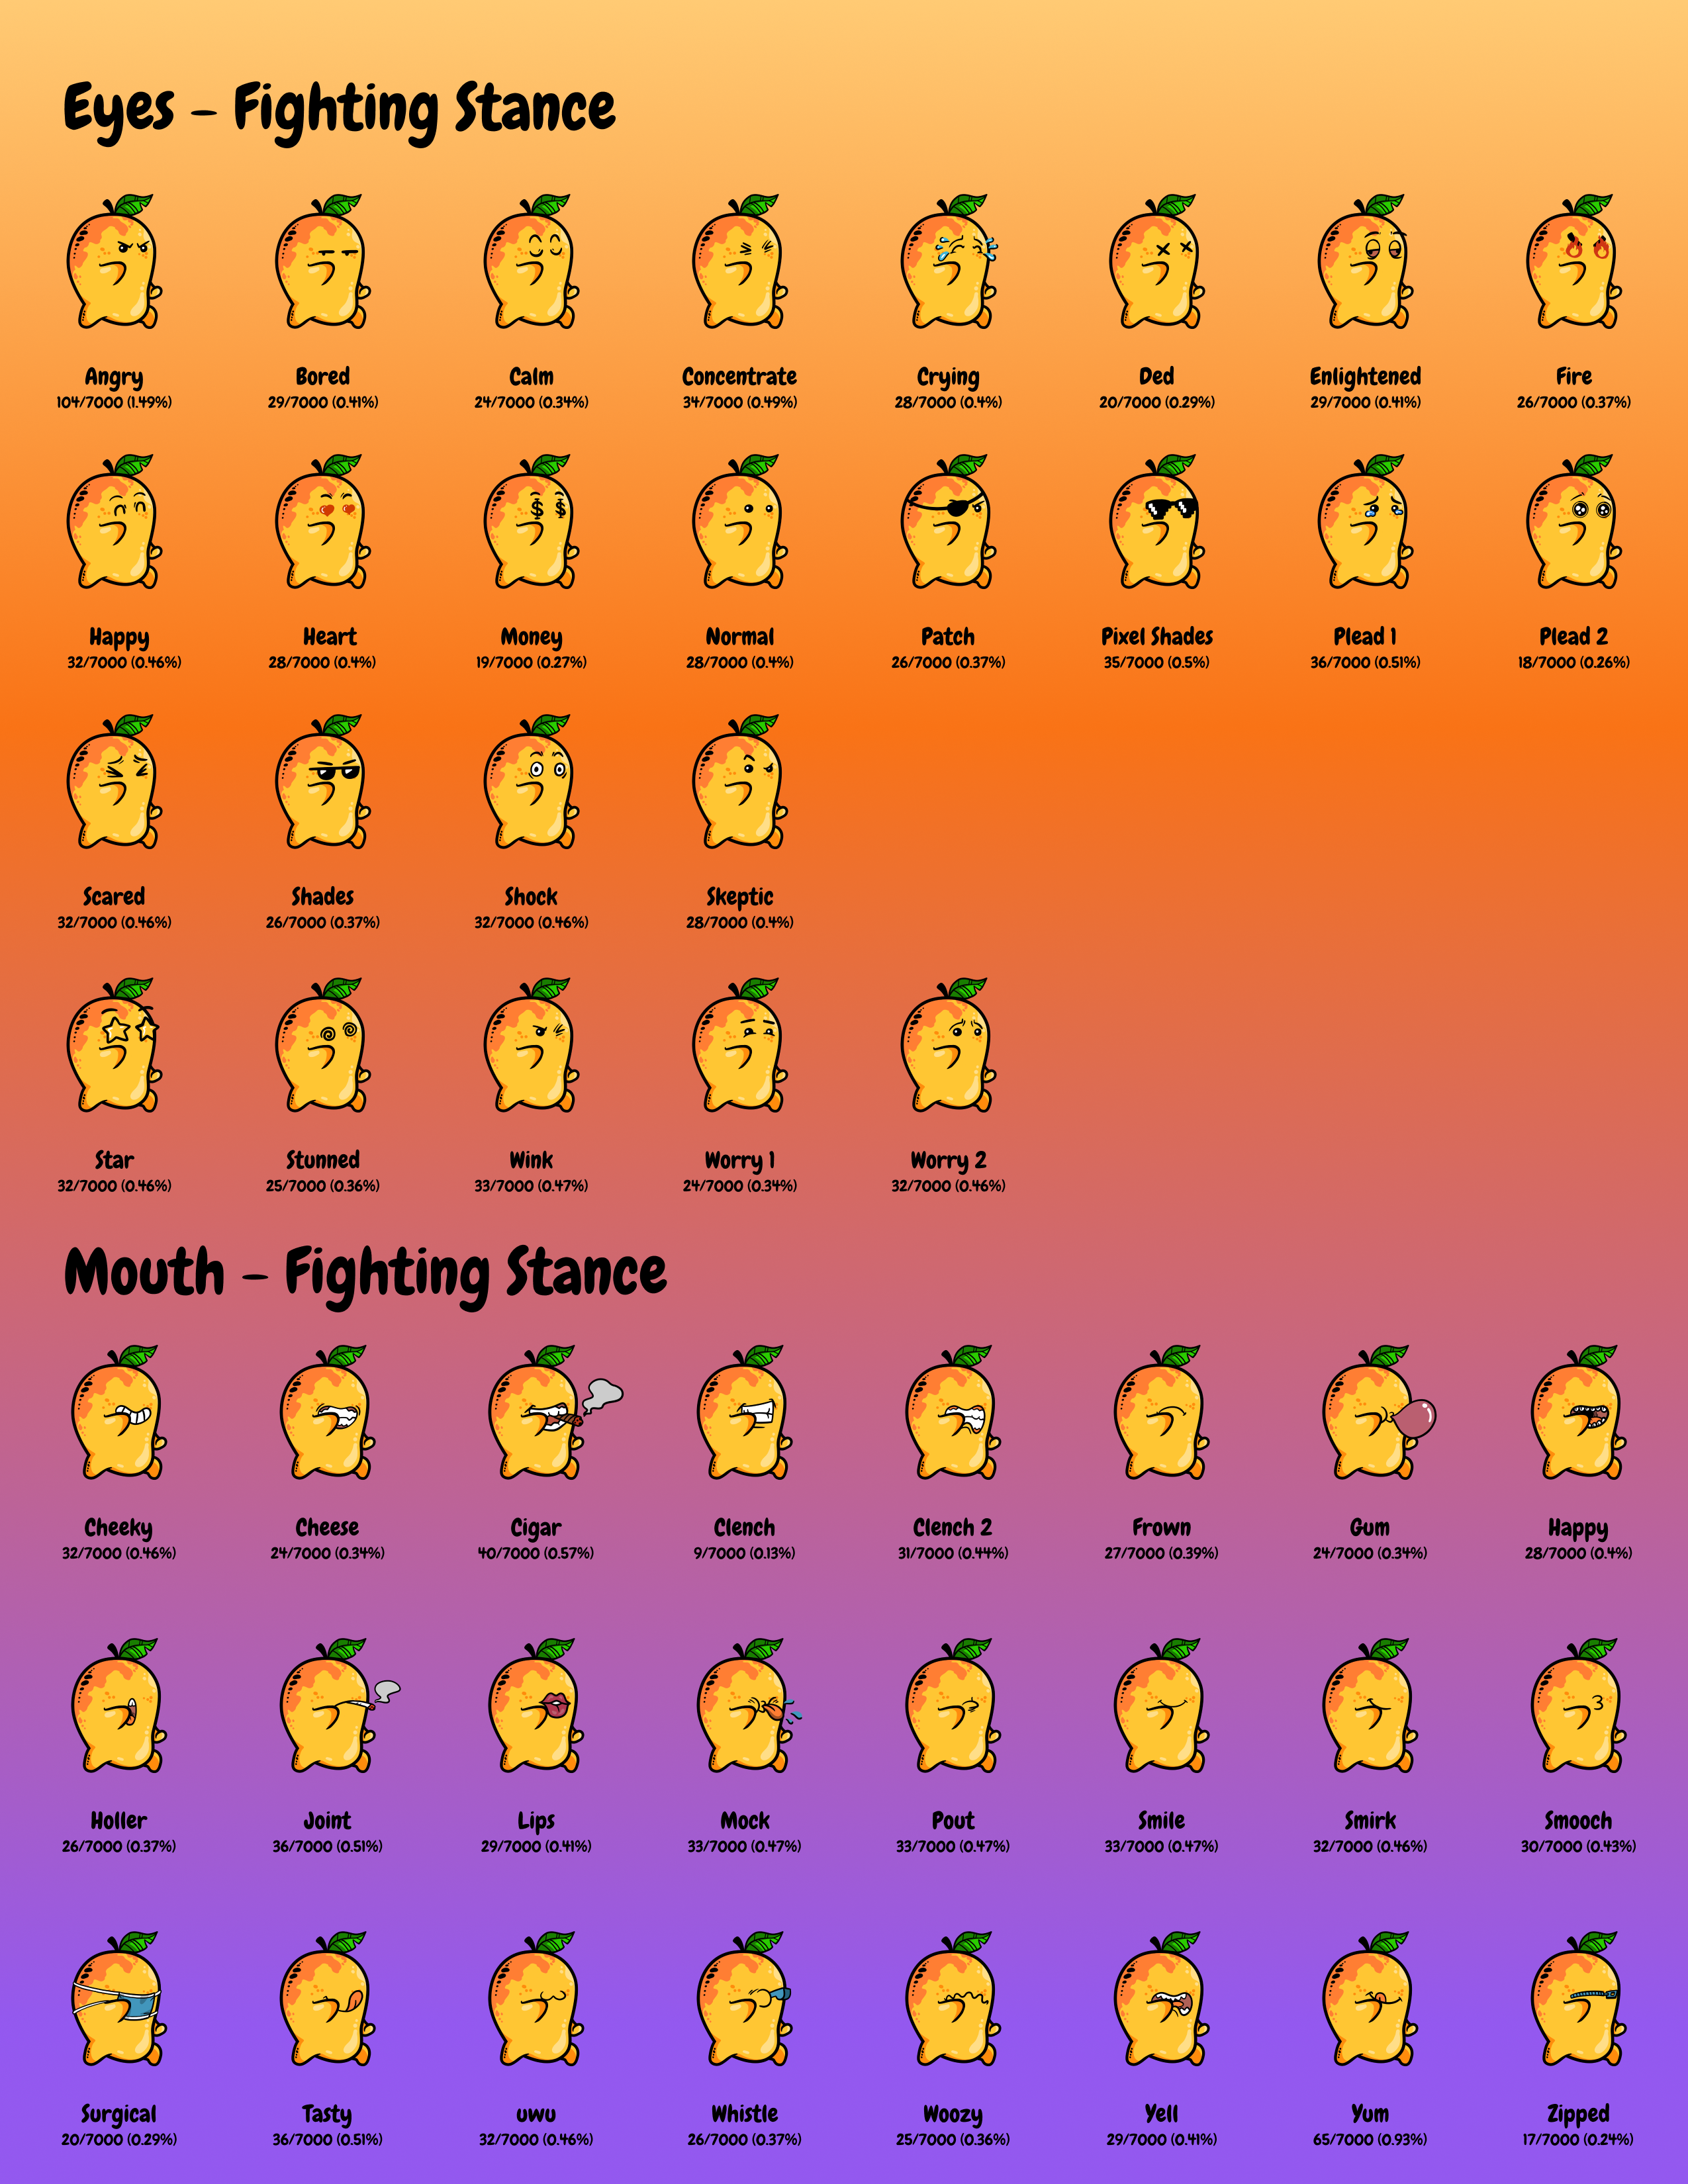 Eyes - Fighting Stance
Angry Bored Calm Concentrate Crying Ded Enlightened Fire
104/7000 (1.49%) 29/7000 (0.41%) 24/7000 (0.34%) 34/7000 (0.49%) 28/7000 (0.4%) 20/7000 (0.29%) 29/7000 (0.41%) 26/7000 (0.37%)
Happy Heart Money Normal Patch Pixel Shades Plead 1 Plead 2
32/7000 (0.46%) 28/7000 (0.4%) 19/7000 (0.27%) 28/7000 (0.4%) 26/7000 (0.37%) 35/7000 (0.5%) 36/7000 (0.51%) 18/7000 (0.26%)
Scared Shades Shock Skeptic
32/7000 (0.46%) 26/7000 (0.37%) 32/7000 (0.46%) 28/7000 (0.4%)
Star Stunned Wink Worry 1 Worry 2
32/7000 (0.46%) 25/7000 (0.36%) 33/7000 (0.47%) 24/7000 (0.34%) 32/7000 (0.46%)
Mouth - Fighting Stance
Cheeky Cheese Cigar Clench Clench 2 Frown Gum Happy
32/7000 (0.46%) 24/7000 (0.34%) 40/7000 (0.57%) 9/7000 (0.13%) 31/7000 (0.44%) 27/7000 (0.39%) 24/7000 (0.34%) 28/7000 (0.4%)
Holler Joint Lips Mock Pout Smile Smirk Smooch
26/7000 (0.37%) 36/7000 (0.51%) 29/7000 (0.41%) 33/7000 (0.47%) 33/7000 (0.47%) 33/7000 (0.47%) 32/7000 (0.46%) 30/7000 (0.43%)
Surgical Tasty uwu Whistle Woozy Yell Yum Zipped
20/7000 (0.29%) 36/7000 (0.51%) 32/7000 (0.46%) 26/7000 (0.37%) 25/7000 (0.36%) 29/7000 (0.41%) 65/7000 (0.93%) 17/7000 (0.24%)